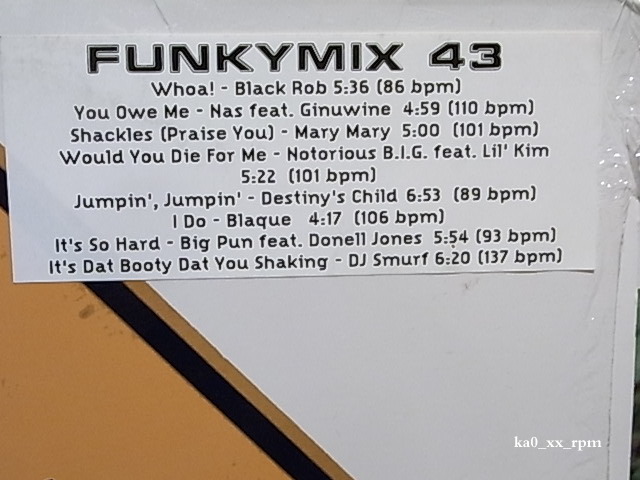 FUNKYMIX 43
Whoa! - Black Rob 5:36 (86 bpm)
You Owe Me - Nas feat. Ginuwine 4:59 (110 bpm)
Shackles (Praise You) - Mary Mary 5:00 (101 bpm)
Would You Die For Me - Notorious B.I.G. feat. Lil' Kim
5:22 (101 bpm)
Jumpin', Jumpin' - Destiny's Child 6:53 (89 bpm)
I Do - Blaque 4:17 (106 bpm)
It's So Hard - Big Pun feat. Donell Jones 5:54 (93 bpm)
It's Dat Booty Dat You Shaking - DJ Smurf 6:20 (137 bpm)
ka0_xx_rpm